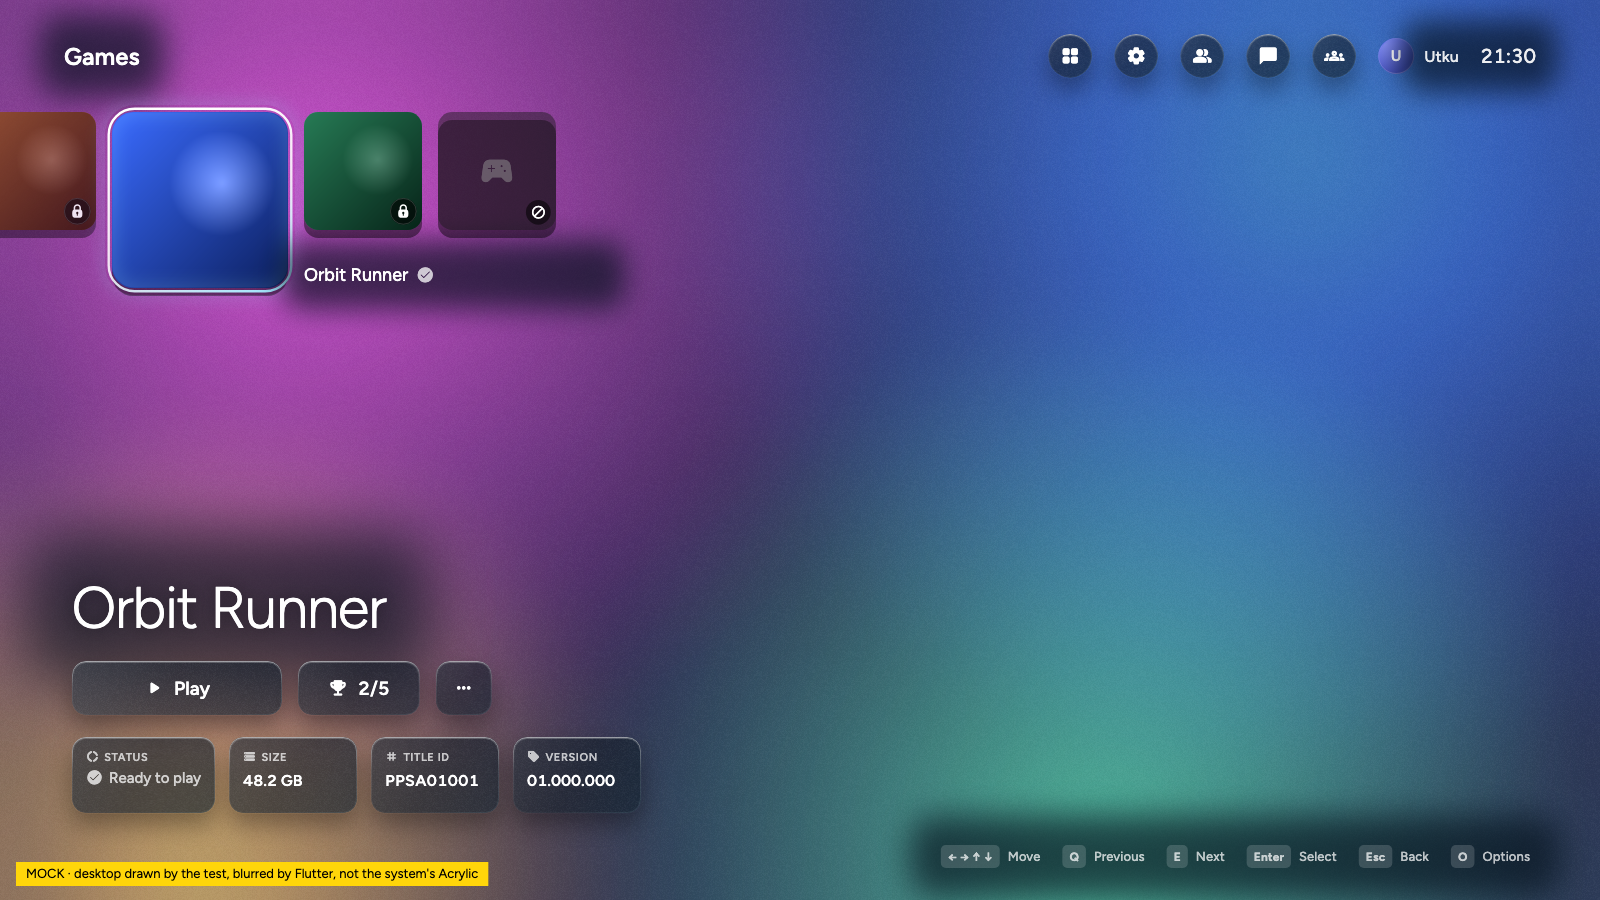 Games
U Utku 21:30
Orbit Runner
Orbit Runner
Play 2/5
STATUS SIZE TITLE ID VERSION
Ready to play 48.2 GB PPSA01001 01.000.000
← → ↑ ↓ Move Q Previous E Next Enter Select Esc Back O Options
MOCK · desktop drawn by the test, blurred by Flutter, not the system's Acrylic